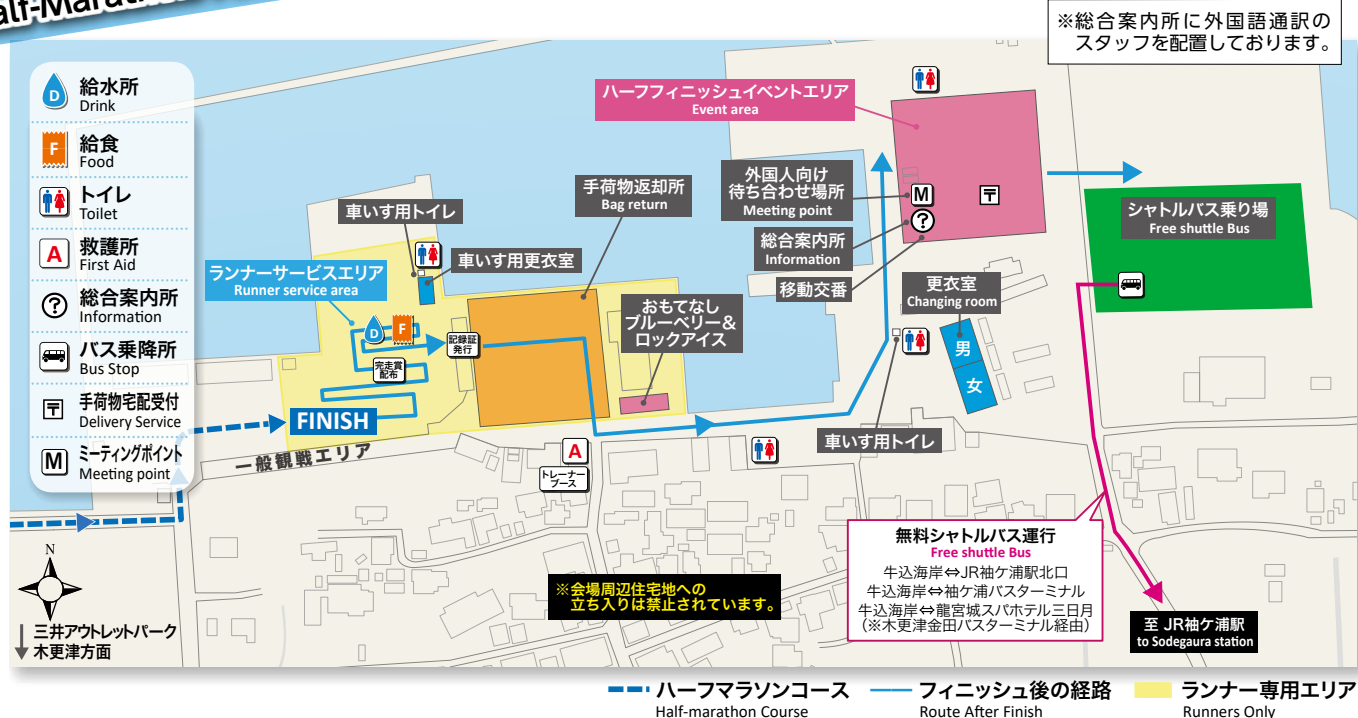 alf-Marath
※総合案内所に外国語通訳の
スタッフを配置しております。
D
給水所
Drink
F
給食
Food
トイレ
Toilet
A
救護所
First Aid
?
総合案内所
Information
バス乗降所
Bus Stop
〒
手荷物宅配受付
Delivery Service
M
ミーティングポイント
Meeting point
ハーフフィニッシュイベントエリア
Event area
外国人向け
待ち合わせ場所
Meeting point
M
〒
総合案内所
Information
?
移動交番
シャトルバス乗り場
Free shuttle Bus
手荷物返却所
Bag return
車いす用トイレ
車いす用更衣室
ランナーサービスエリア
Runner service area
おもてなし
ブルーベリー&
ロックアイス
更衣室
Changing room
男
女
D
F
記録証
発行
完走賞
配布
FINISH
一般観戦エリア
A
トレーナー
ブース
車いす用トイレ
無料シャトルバス運行
Free shuttle Bus
牛込海岸⇔JR袖ケ浦駅北口
牛込海岸⇔袖ケ浦バスターミナル
牛込海岸⇔龍宮城スパホテル三日月
(※木更津金田バスターミナル経由)
※会場周辺住宅地への
立ち入りは禁止されています。
至 JR袖ケ浦駅
to Sodegaura station
N
↓ 三井アウトレットパーク
木更津方面
ハーフマラソンコース
Half-marathon Course
フィニッシュ後の経路
Route After Finish
ランナー専用エリア
Runners Only